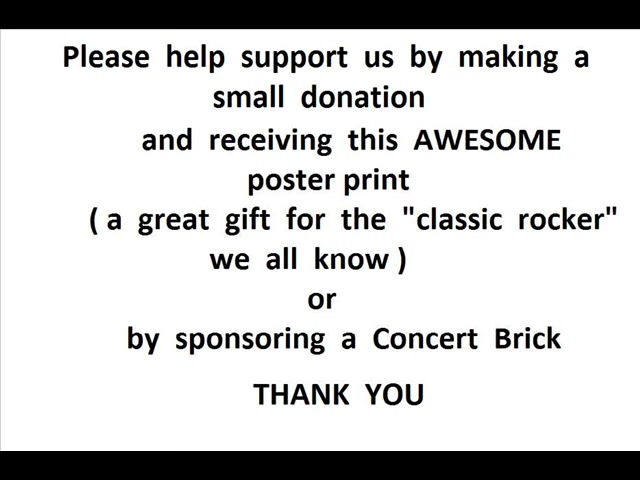 Please help support us by making a
small donation
and receiving this AWESOME
poster print
( a great gift for the "classic rocker"
we all know )
or
by sponsoring a Concert Brick
THANK YOU